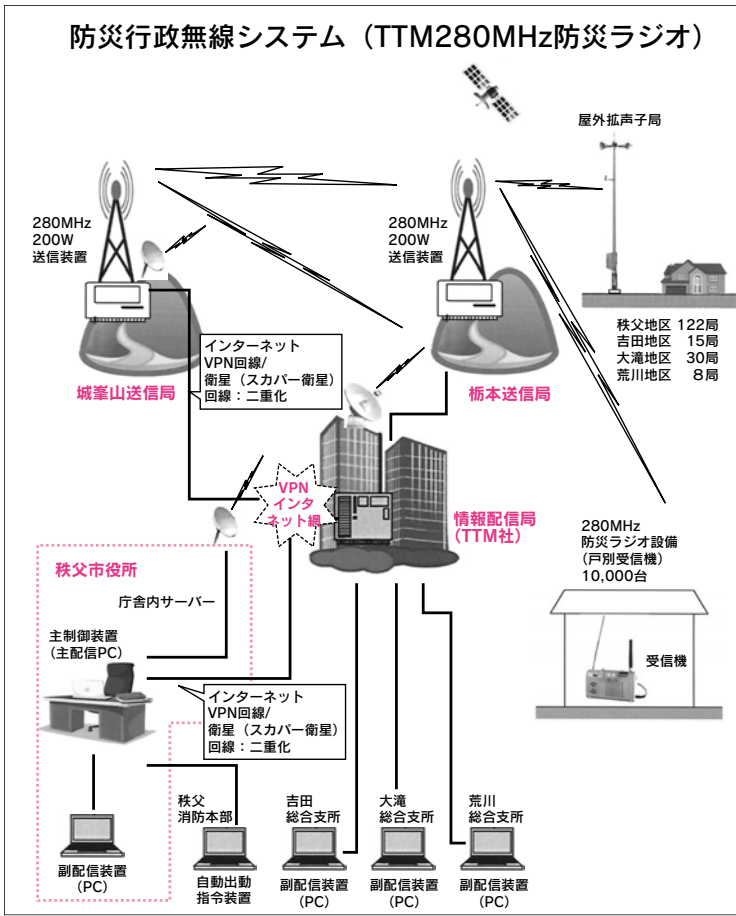 防災行政無線システム（TTM280MHz防災ラジオ）
屋外拡声子局
280MHz
200W
送信装置
280MHz
200W
送信装置
秩父地区 122局
吉田地区 15局
大滝地区 30局
荒川地区 8局
インターネット
VPN回線/
衛星（スカパー衛星）
回線：二重化
城峯山送信局
栃本送信局
VPN
インタ
ネット網
情報配信局
（TTM社）
280MHz
防災ラジオ設備
（戸別受信機）
10,000台
秩父市役所
庁舎内サーバー
主制御装置
（主配信PC）
受信機
インターネット
VPN回線/
衛星（スカパー衛星）
回線：二重化
秩父
消防本部
吉田
総合支所
大滝
総合支所
荒川
総合支所
副配信装置
（PC）
自動出動
指令装置
副配信装置
（PC）
副配信装置
（PC）
副配信装置
（PC）